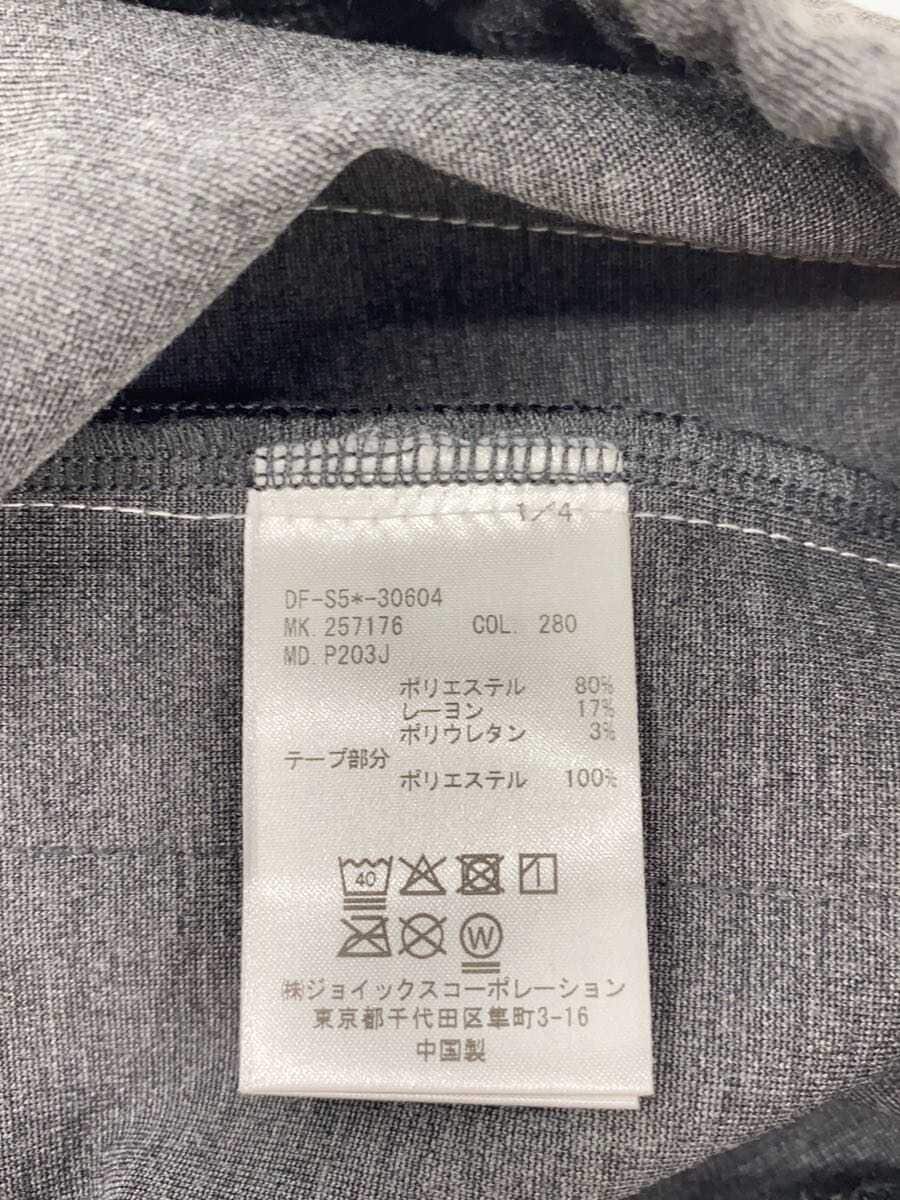 1/4
DF-S5*-30604
MK. 257176 COL. 280
MD. P203J
ポリエステル 80%
レーヨン 17%
ポリウレタン 3%
テープ部分
ポリエステル 100%
40
W
㈱ジョイックスコーポレーション
東京都千代田区隼町3-16
中国製